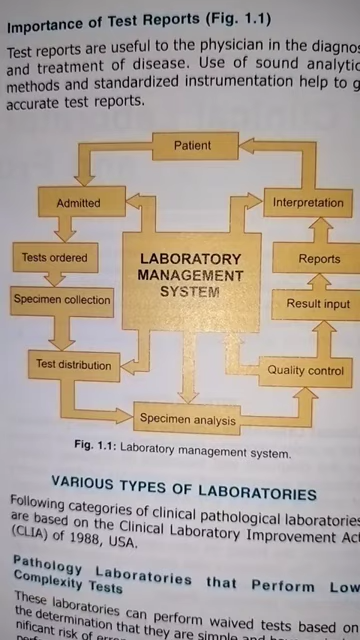 Importance of Test Reports (Fig. 1.1)
Test reports are useful to the physician in the
and treatment of disease. Use of sound
methods and standardized instrumentation help to
accurate test reports.
Patient
Admitted
Interpretation
Tests ordered
LABORATORY
MANAGEMENT
SYSTEM
Reports
Specimen collection
Result input
Test distribution
Quality control
Specimen analysis
Fig. 1.1: Laboratory management system.
VARIOUS TYPES OF LABORATORIES
Following categories of clinical pathological laboratories
are based on the Clinical Laboratory Improvement Act
(CLIA) of 1988, USA.
Pathology Laboratories that Perform Low
Complexity Tests
These laboratories can perform waived tests based on
the determination that they are simple and
risk of